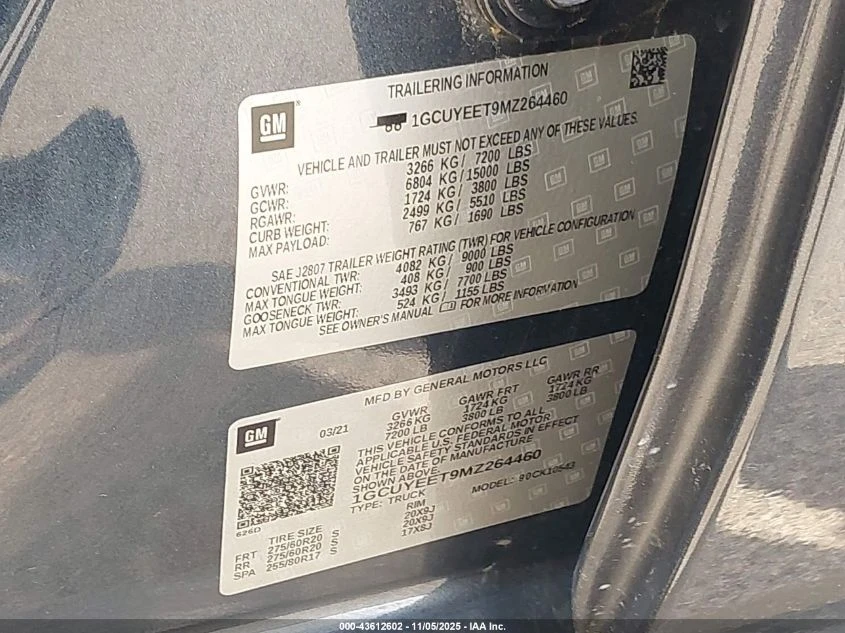 TRAILERING INFORMATION
GM
1GCUYEET9MZ264460
VEHICLE AND TRAILER MUST NOT EXCEED ANY OF THESE VALUES.
GVWR: 3266 KG / 7200 LBS
GCWR: 6804 KG / 15000 LBS
RGAWR: 1724 KG / 3800 LBS
CURB WEIGHT: 2499 KG / 5510 LBS
MAX PAYLOAD: 767 KG / 1690 LBS
SAE J2807 TRAILER WEIGHT RATING (TWR) FOR VEHICLE CONFIGURATION
CONVENTIONAL TWR: 4082 KG / 9000 LBS
MAX TONGUE WEIGHT: 408 KG / 900 LBS
GOOSENECK TWR: 3493 KG / 7700 LBS
MAX TONGUE WEIGHT: 524 KG / 1155 LBS
SEE OWNER'S MANUAL FOR MORE INFORMATION
MFD BY GENERAL MOTORS LLC
GM
03/21
GVWR GAWR FRT GAWR RR
3266 KG 1724 KG 1724 KG
7200 LB 3800 LB 3800 LB
THIS VEHICLE CONFORMS TO ALL
APPLICABLE U.S. FEDERAL MOTOR
VEHICLE SAFETY STANDARDS IN EFFECT
ON THE DATE OF MANUFACTURE
SHOWN ABOVE.
1GCUYEET9MZ264460
TYPE: TRUCK MODEL: 90CK10543
626D
TIRE SIZE RIM
FRT 275/60R20 S 20X9J
RR 275/60R20 S 20X9J
SPA 255/80R17 S 17X8J
000-43612602 - 11/05/2025 - IAA Inc.